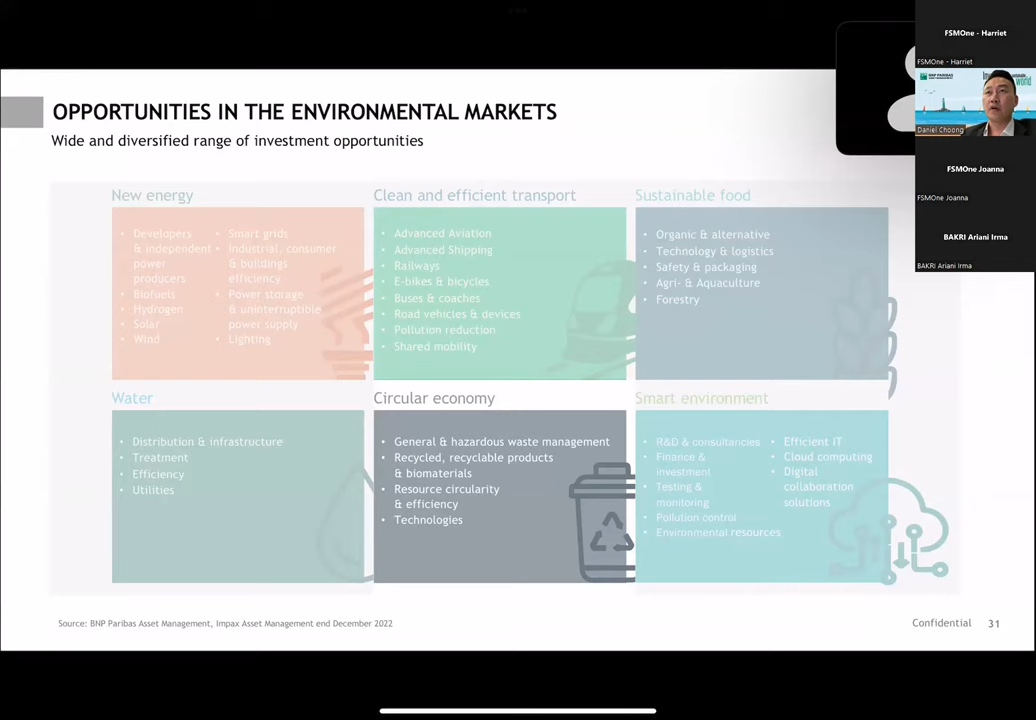 OPPORTUNITIES IN THE ENVIRONMENTAL MARKETS
Wide and diversified range of investment opportunities
New energy
• Developers
& independent
power
producers
• Biofuels
• Hydrogen
• Solar
• Wind
• Smart grids
• Industrial, consumer
& buildings
efficiency
• Power storage
& uninterruptible
power supply
• Lighting
Clean and efficient transport
• Advanced Aviation
• Advanced Shipping
• Railways
• E-bikes & bicycles
• Buses & coaches
• Road vehicles & devices
• Pollution reduction
• Shared mobility
Sustainable food
• Organic & alternative
• Technology & logistics
• Safety & packaging
• Agri- & Aquaculture
• Forestry
Water
• Distribution & infrastructure
• Treatment
• Efficiency
• Utilities
Circular economy
• General & hazardous waste management
• Recycled, recyclable products
& biomaterials
• Resource circularity
& efficiency
• Technologies
Smart environment
• R&D & consultancies
• Finance &
investment
• Testing &
monitoring
• Pollution control
• Environmental resources
• Efficient IT
• Cloud computing
• Digital
collaboration
solutions
Source: BNP Paribas Asset Management, Impax Asset Management end December 2022
Confidential 31
FSMOne - Harriet
FSMOne - Harriet
BNP PARIBAS
world
Daniel Choong
FSMOne Joanna
FSMOne Joanna
BAKRI Ariani Irma
BAKRI Ariani Irma